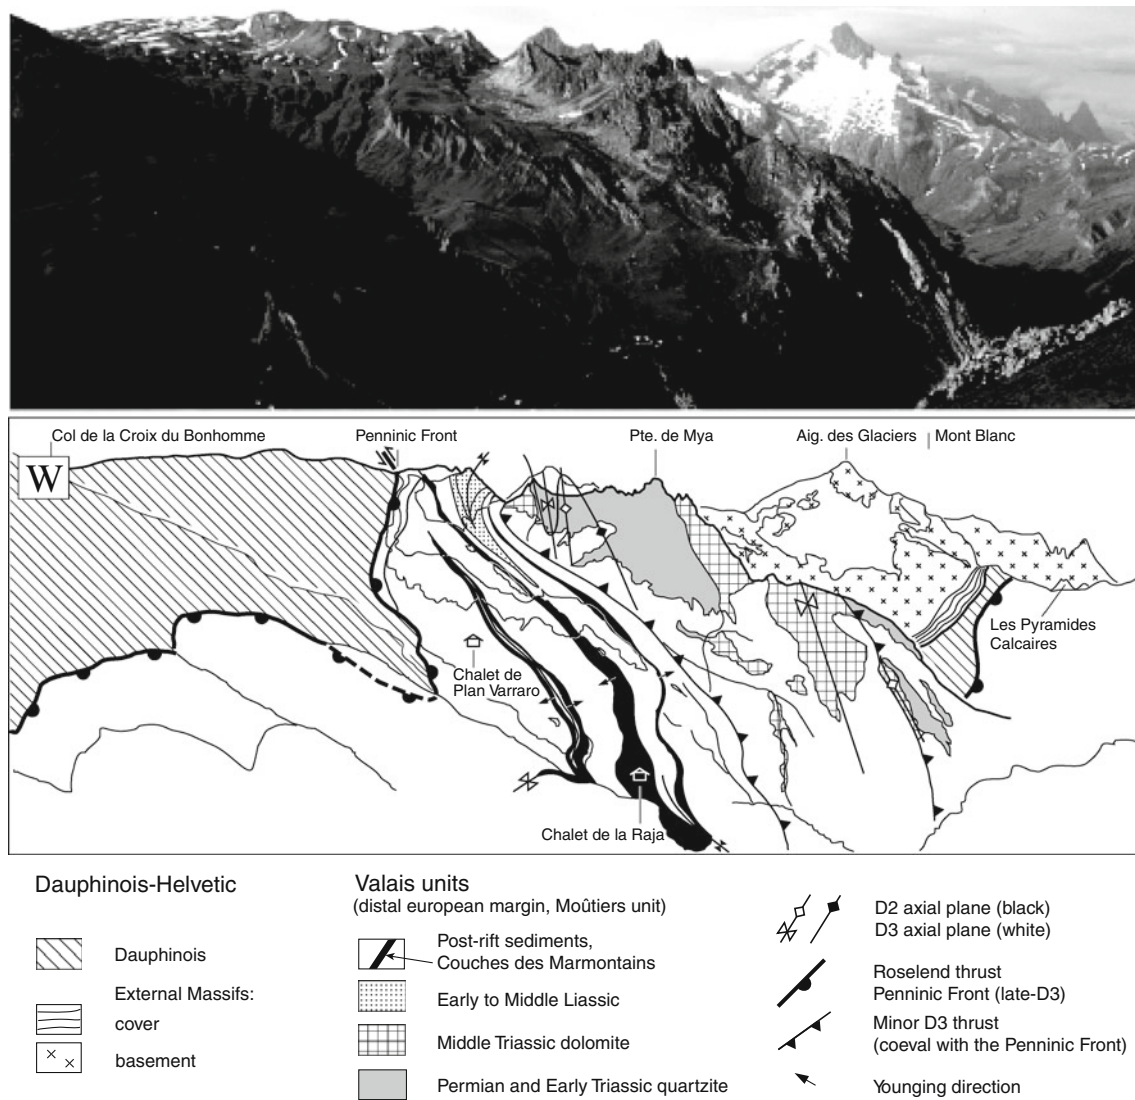 Col de la Croix du Bonhomme
Penninic Front
Pte. de Mya
Aig. des Glaciers
Mont Blanc
W
Les Pyramides
Calcaires
Chalet de
Plan Varraro
Chalet de la Raja
Dauphinois-Helvetic
Dauphinois
External Massifs:
cover
basement
Valais units
(distal european margin, Moûtiers unit)
Post-rift sediments,
Couches des Marmontains
Early to Middle Liassic
Middle Triassic dolomite
Permian and Early Triassic quartzite
D2 axial plane (black)
D3 axial plane (white)
Roselend thrust
Penninic Front (late-D3)
Minor D3 thrust
(coeval with the Penninic Front)
Younging direction